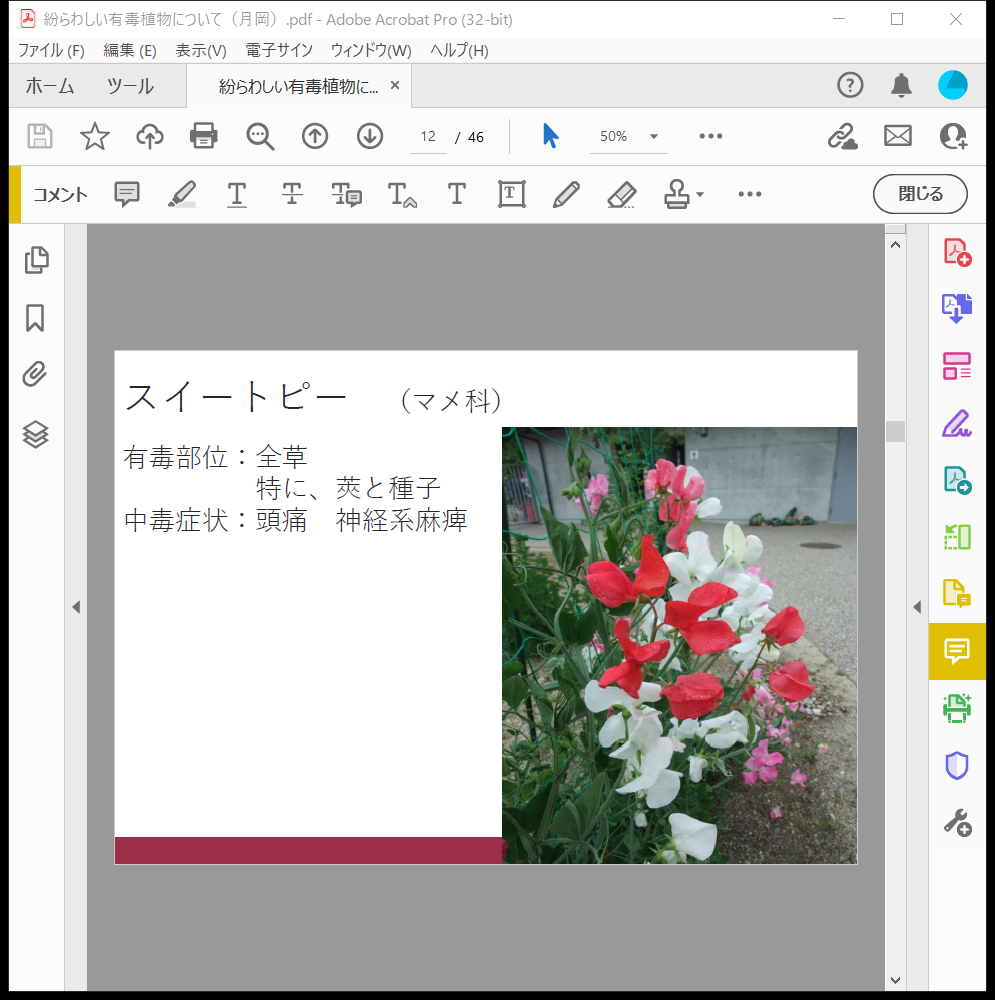 紛らわしい有毒植物について（月岡）.pdf - Adobe Acrobat Pro (32-bit)
ファイル (F) 編集 (E) 表示(V) 電子サイン ウィンドウ(W) ヘルプ(H)
ホーム ツール 紛らわしい有毒植物に... ×
12 / 46 50%
コメント 閉じる
スイートピー （マメ科）
有毒部位：全草
特に、莢と種子
中毒症状：頭痛 神経系麻痺